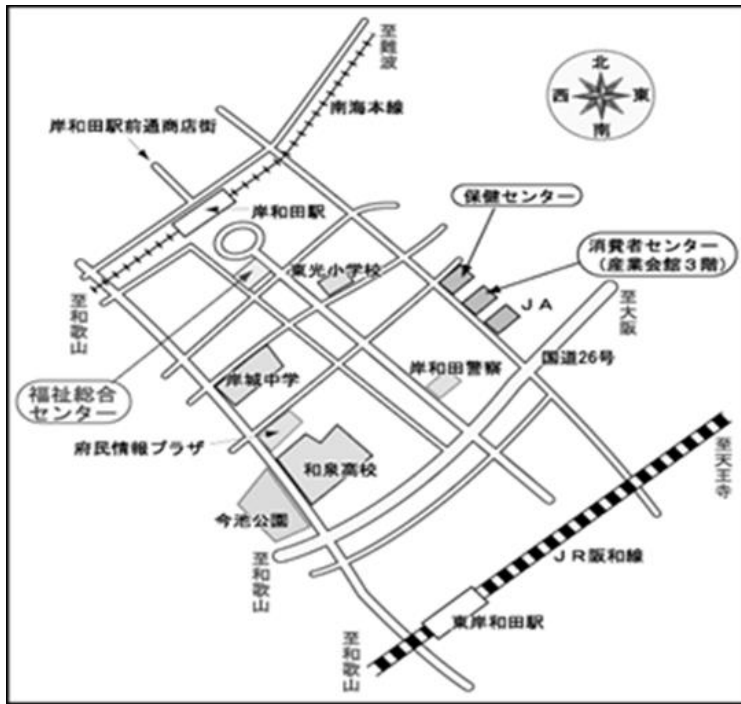 至難波
北
西
東
南
南海本線
岸和田駅前通商店街
保健センター
岸和田駅
消費者センター
(産業会館3階)
東光小学校
JA
至大阪
至和歌山
国道26号
岸和田警察
岸城中学
福祉総合
センター
府民情報プラザ
至天王寺
和泉高校
今池公園
至和歌山
JR阪和線
東岸和田駅
至和歌山